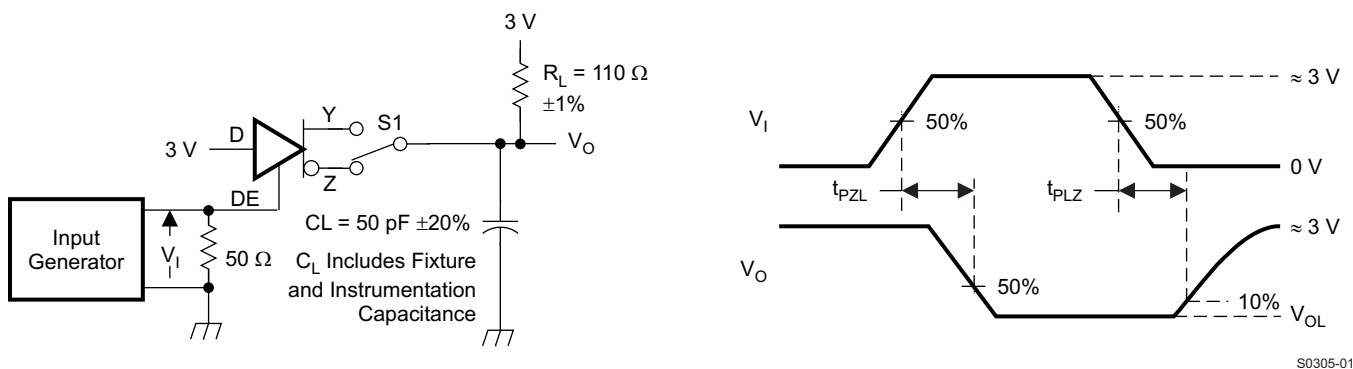 3 V
R_L = 110 Ω
±1%
Y
S1
D
3 V
V_O
Z
DE
Input
Generator
V_I
50 Ω
CL = 50 pF ±20%
C_L Includes Fixture
and Instrumentation
Capacitance
≈ 3 V
V_I
50%
50%
0 V
t_PZL
t_PLZ
≈ 3 V
V_O
50%
10%
V_OL
S0305-01